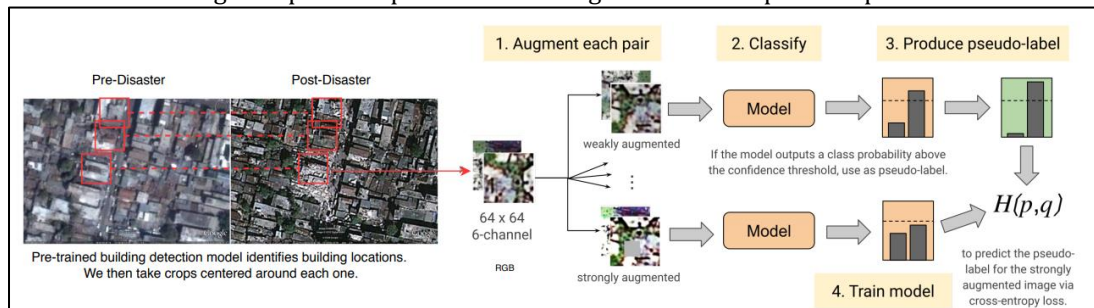 1. Augment each pair
2. Classify
3. Produce pseudo-label
Pre-Disaster
Post-Disaster
Model
weakly augmented
If the model outputs a class probability above
the confidence threshold, use as pseudo-label.
64 x 64
6-channel
RGB
H(p,q)
Model
strongly augmented
to predict the pseudo-
label for the strongly
augmented image via
cross-entropy loss.
4. Train model
Pre-trained building detection model identifies building locations.
We then take crops centered around each one.